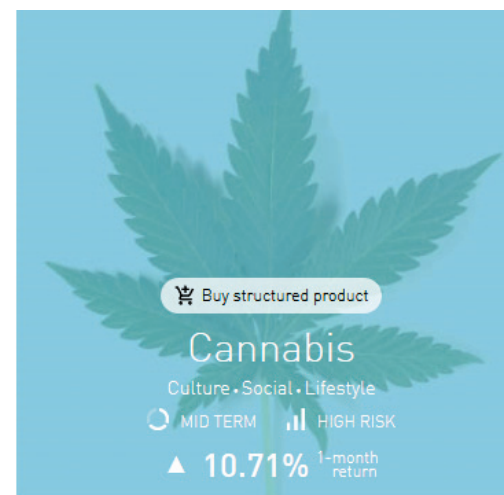 Buy structured product
Cannabis
Culture • Social • Lifestyle
MID TERM HIGH RISK
▲ 10.71% 1-month return